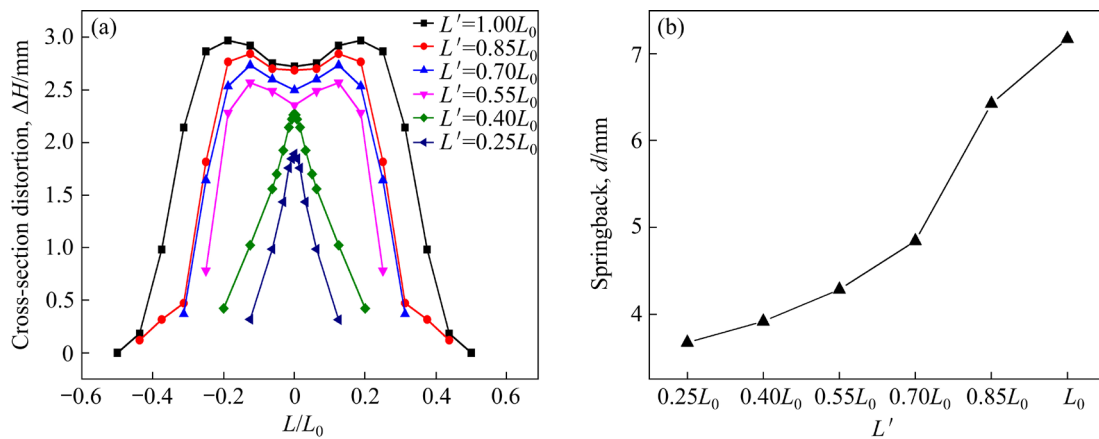 (a)
L′=1.00L₀
L′=0.85L₀
L′=0.70L₀
L′=0.55L₀
L′=0.40L₀
L′=0.25L₀
Cross-section distortion, ΔH/mm
3.0
2.5
2.0
1.5
1.0
0.5
0
−0.6 −0.4 −0.2 0 0.2 0.4 0.6
L/L₀
(b)
Springback, d/mm
7
6
5
4
0.25L₀ 0.40L₀ 0.55L₀ 0.70L₀ 0.85L₀ L₀
L′